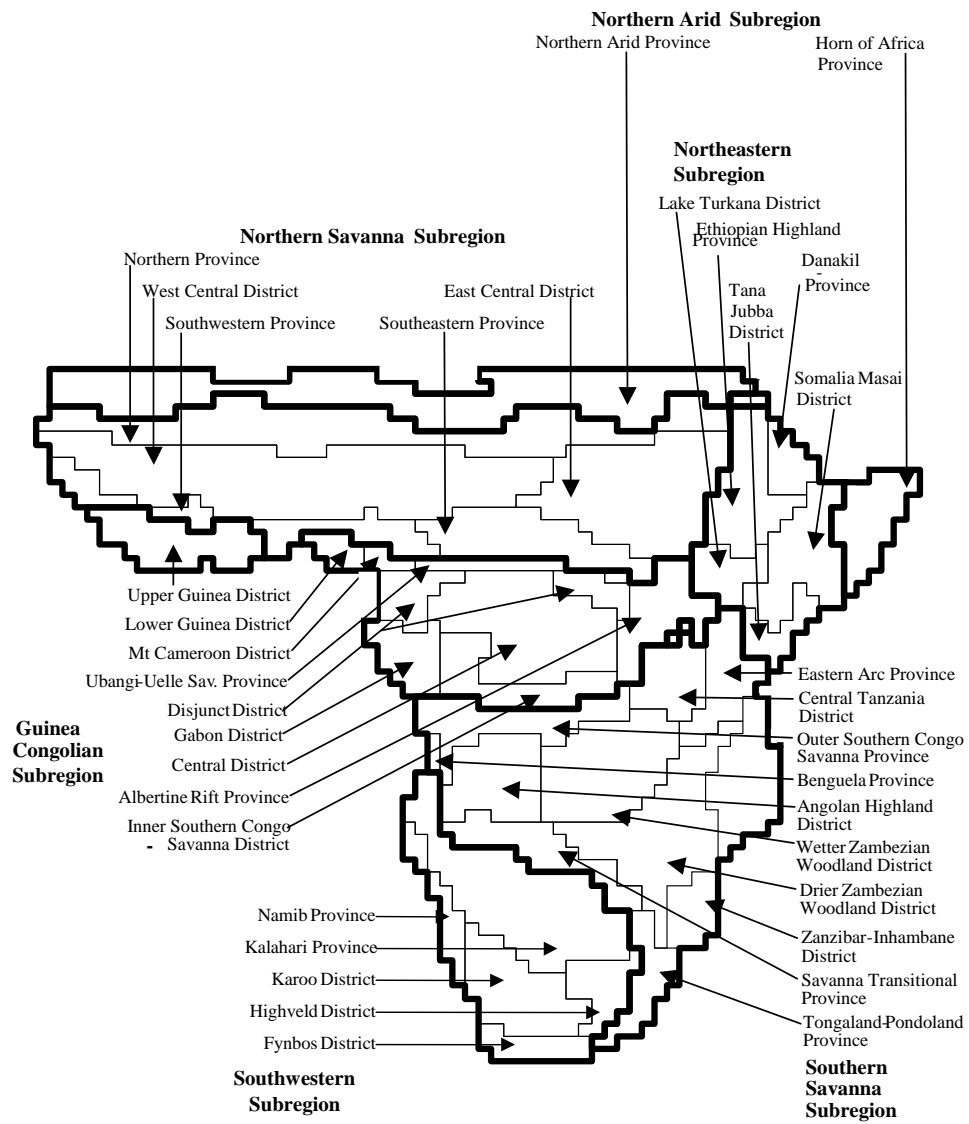 Northern Arid Subregion
Northern Arid Province
Horn of Africa
Province
Northeastern
Subregion
Lake Turkana District
Ethiopian Highland
Province
Northern Savanna Subregion
Northern Province
West Central District
Southwestern Province
East Central District
Southeastern Province
Danakil
-
Province
Tana
Jubba
District
Somalia Masai
District
Upper Guinea District
Lower Guinea District
Mt Cameroon District
Ubangi-Uelle Sav. Province
Disjunct District
Gabon District
Central District
Albertine Rift Province
Inner Southern Congo
- Savanna District
Guinea
Congolian
Subregion
Eastern Arc Province
Central Tanzania
District
Outer Southern Congo
Savanna Province
Benguela Province
Angolan Highland
District
Wetter Zambezian
Woodland District
Drier Zambezian
Woodland District
Zanzibar-Inhambane
District
Savanna Transitional
Province
Tongaland-Pondoland
Province
Southern
Savanna
Subregion
Namib Province
Kalahari Province
Karoo District
Highveld District
Fynbos District
Southwestern
Subregion